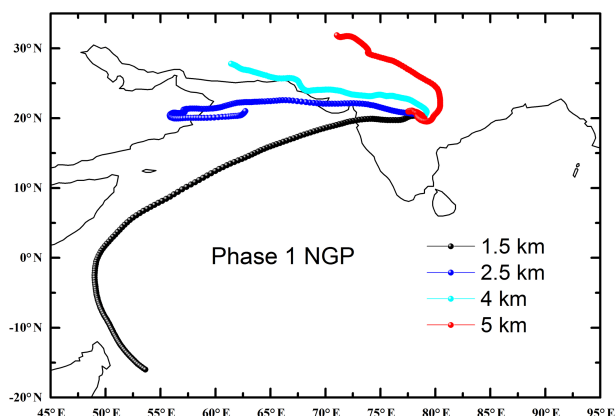 30° N
20° N
10° N
0° N
-10° N
-20° N
Phase 1 NGP
1.5 km
2.5 km
4 km
5 km
45° E 50° E 55° E 60° E 65° E 70° E 75° E 80° E 85° E 90° E 95° E